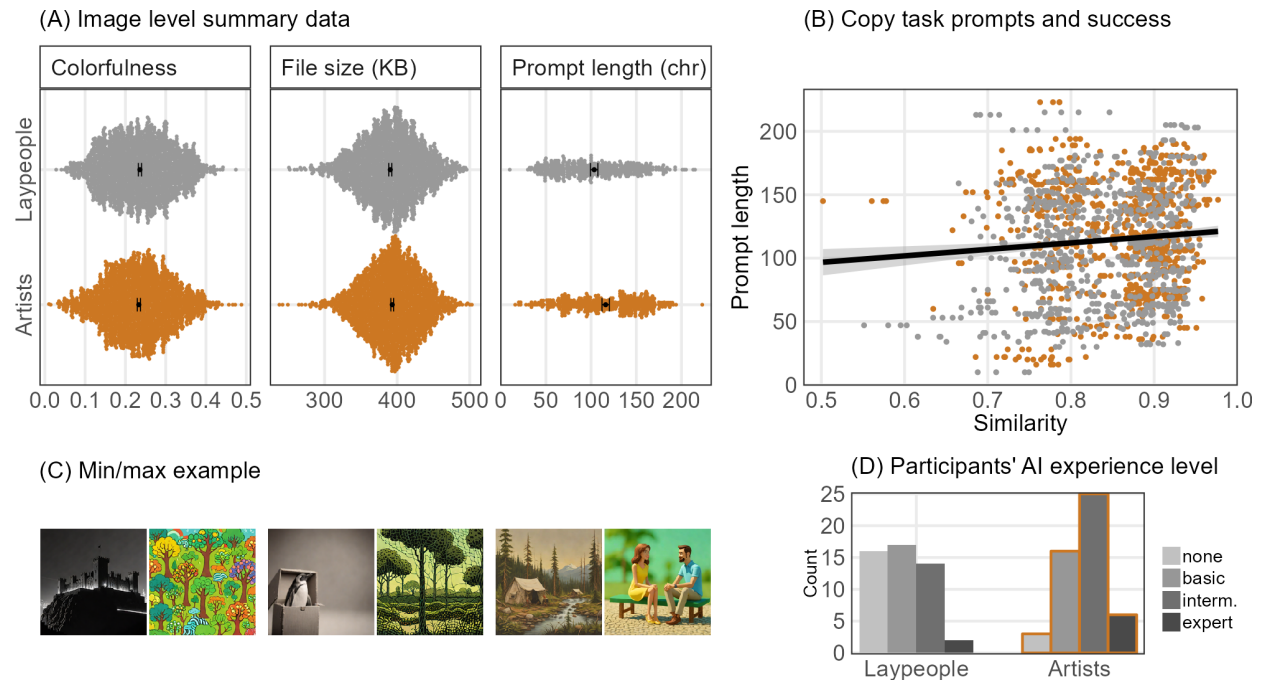 (A) Image level summary data
Colorfulness
File size (KB)
Prompt length (chr)
Laypeople
Artists
0.0 0.1 0.2 0.3 0.4 0.5
300 400 500
0 50 100 150 200
(B) Copy task prompts and success
Prompt length
200
150
100
50
0
0.5 0.6 0.7 0.8 0.9 1.0
Similarity
(C) Min/max example
(D) Participants' AI experience level
Count
25
20
15
10
5
0
Laypeople Artists
none
basic
interm.
expert